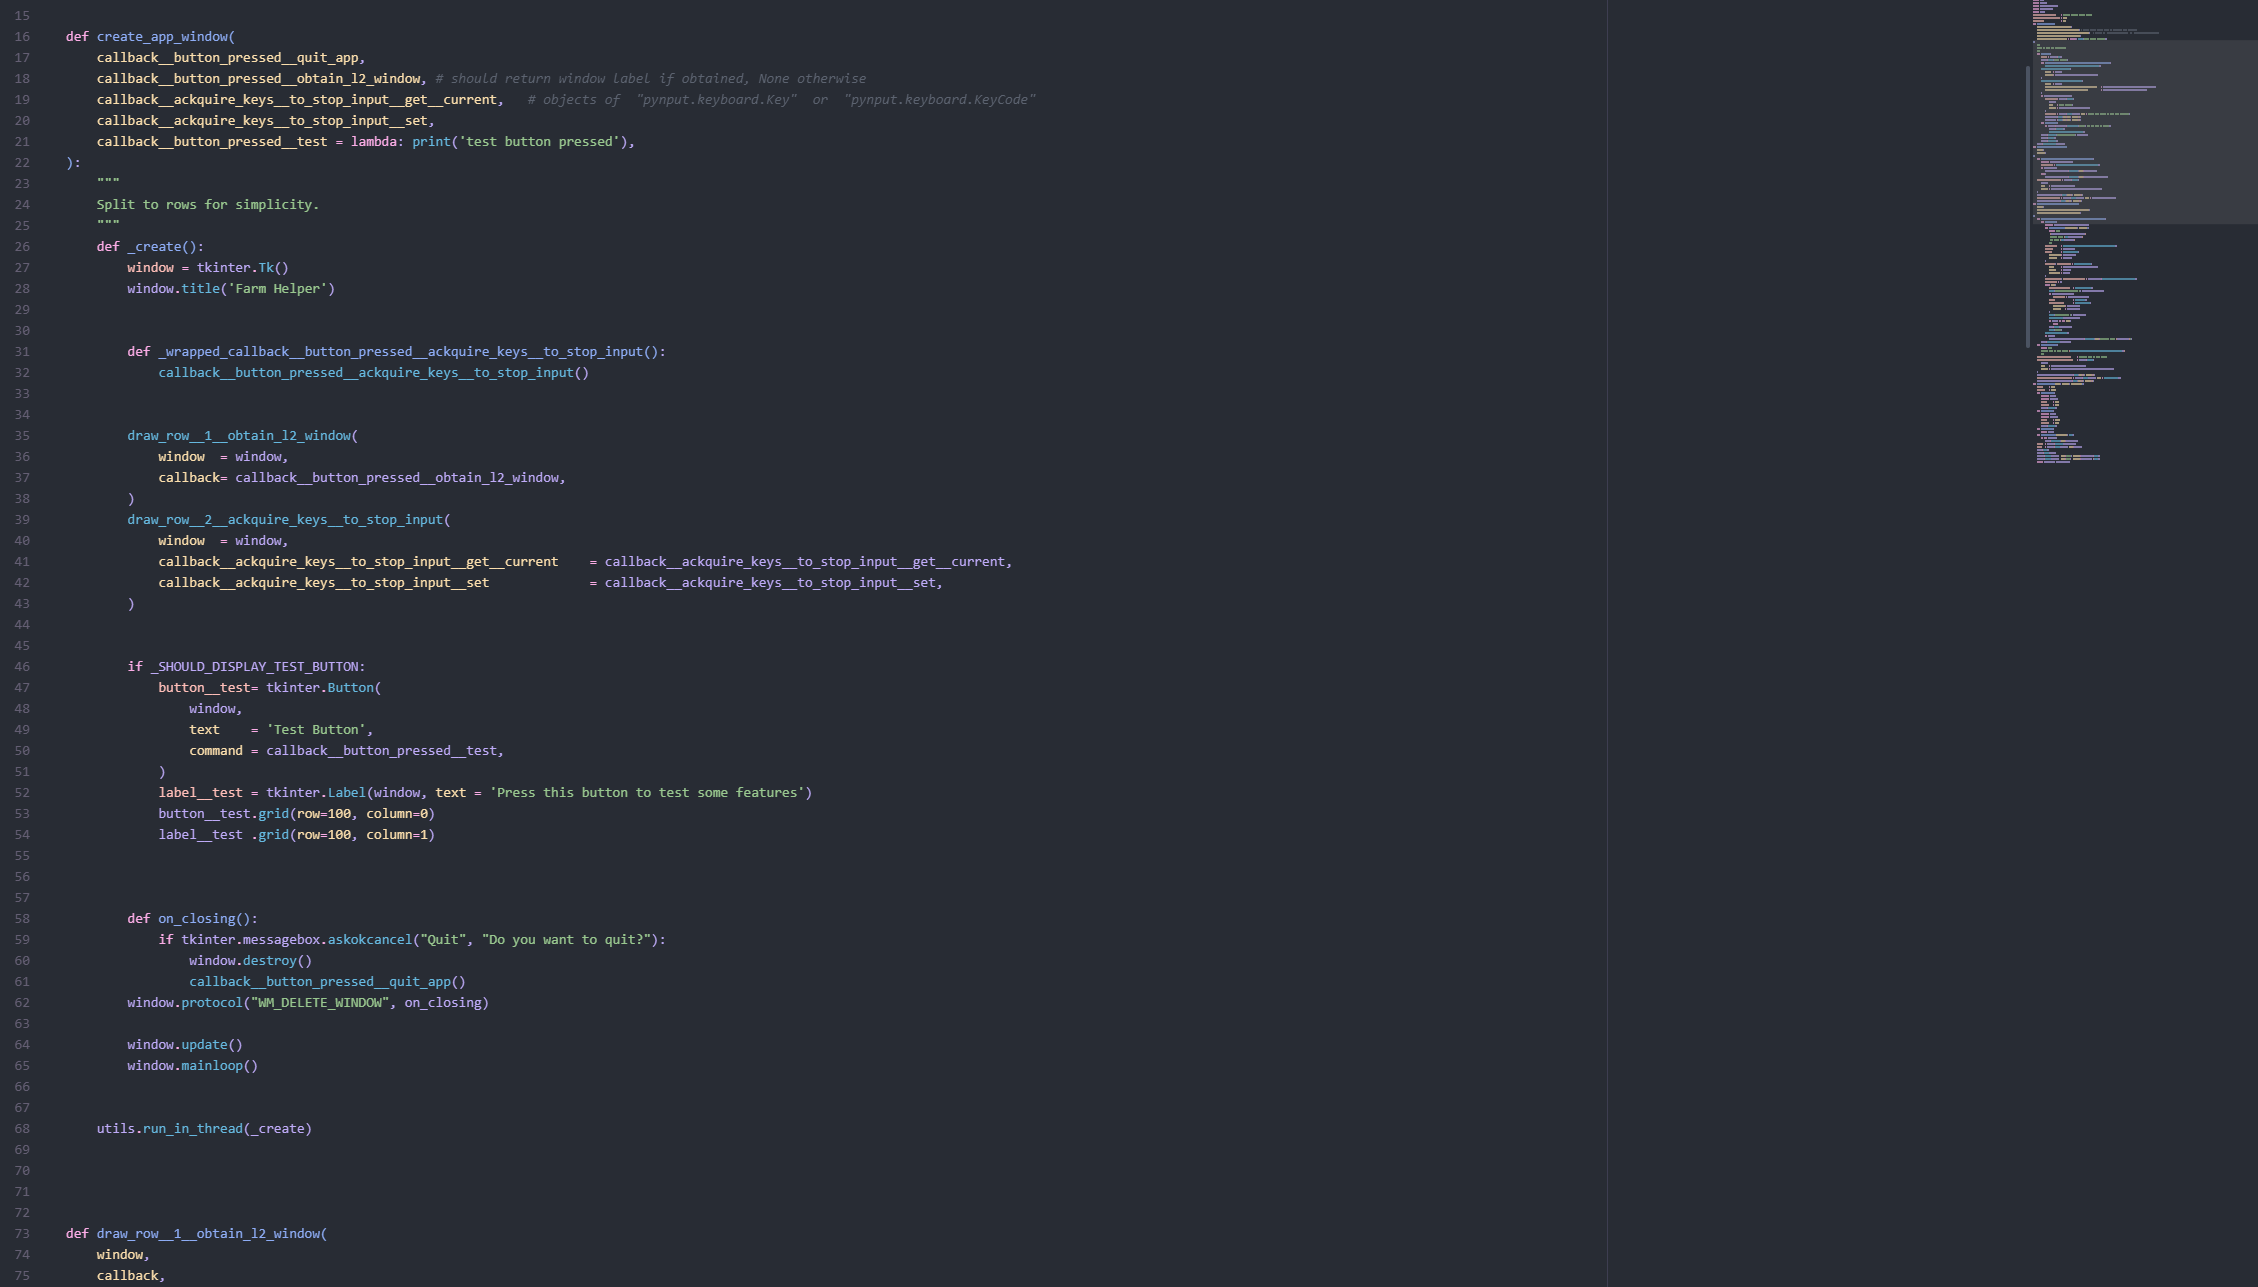 15
16 def create_app_window(
17     callback__button_pressed__quit_app,
18     callback__button_pressed__obtain_l2_window, # should return window label if obtained, None otherwise
19     callback__ackquire_keys__to_stop_input__get__current,   # objects of  "pynput.keyboard.Key"  or  "pynput.keyboard.KeyCode"
20     callback__ackquire_keys__to_stop_input__set,
21     callback__button_pressed__test = lambda: print('test button pressed'),
22 ):
23     """
24     Split to rows for simplicity.
25     """
26     def _create():
27         window = tkinter.Tk()
28         window.title('Farm Helper')
29
30
31         def _wrapped_callback__button_pressed__ackquire_keys__to_stop_input():
32             callback__button_pressed__ackquire_keys__to_stop_input()
33
34
35         draw_row__1__obtain_l2_window(
36             window  = window,
37             callback= callback__button_pressed__obtain_l2_window,
38         )
39         draw_row__2__ackquire_keys__to_stop_input(
40             window  = window,
41             callback__ackquire_keys__to_stop_input__get__current    = callback__ackquire_keys__to_stop_input__get__current,
42             callback__ackquire_keys__to_stop_input__set             = callback__ackquire_keys__to_stop_input__set,
43         )
44
45
46         if _SHOULD_DISPLAY_TEST_BUTTON:
47             button__test= tkinter.Button(
48                 window,
49                 text    = 'Test Button',
50                 command = callback__button_pressed__test,
51             )
52             label__test = tkinter.Label(window, text = 'Press this button to test some features')
53             button__test.grid(row=100, column=0)
54             label__test .grid(row=100, column=1)
55
56
57
58         def on_closing():
59             if tkinter.messagebox.askokcancel("Quit", "Do you want to quit?"):
60                 window.destroy()
61                 callback__button_pressed__quit_app()
62         window.protocol("WM_DELETE_WINDOW", on_closing)
63
64         window.update()
65         window.mainloop()
66
67
68     utils.run_in_thread(_create)
69
70
71
72
73 def draw_row__1__obtain_l2_window(
74     window,
75     callback,